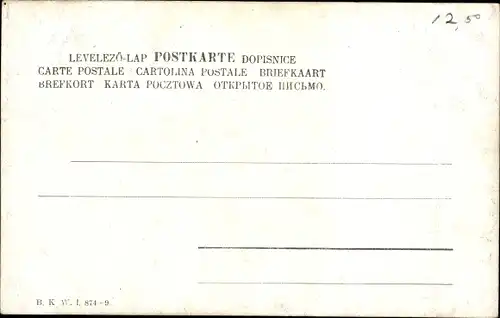 12,50
LEVELEZŐ-LAP POSTKARTE DOPISNICE
CARTE POSTALE CARTOLINA POSTALE BRIEFKAART
BREFKORT KARTA POCZTOWA ОТКРЫТОЕ ПИСЬМО.
B. K. W. I. 874-9.